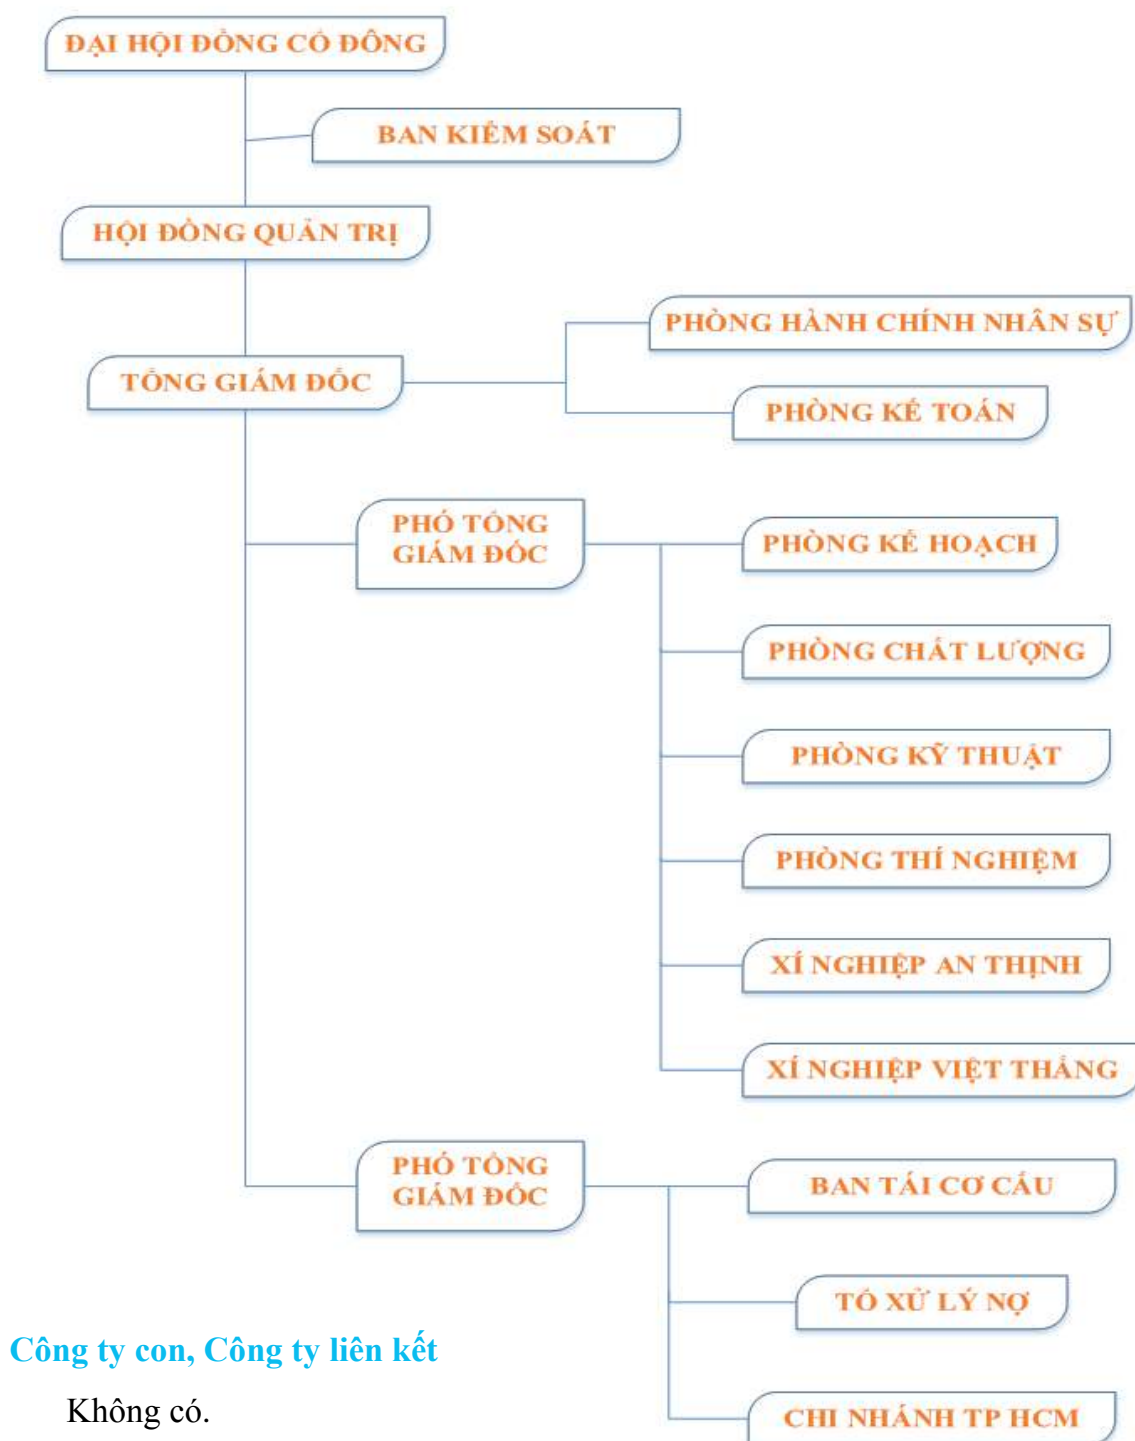 ĐẠI HỘI ĐỒNG CỔ ĐÔNG
BAN KIỂM SOÁT
HỘI ĐỒNG QUẢN TRỊ
PHÒNG HÀNH CHÍNH NHÂN SỰ
TỔNG GIÁM ĐỐC
PHÒNG KẾ TOÁN
PHÓ TỔNG
GIÁM ĐỐC
PHÒNG KẾ HOẠCH
PHÒNG CHẤT LƯỢNG
PHÒNG KỸ THUẬT
PHÒNG THÍ NGHIỆM
XÍ NGHIỆP AN THỊNH
XÍ NGHIỆP VIỆT THẮNG
PHÓ TỔNG
GIÁM ĐỐC
BAN TÁI CƠ CẤU
TỔ XỬ LÝ NỢ
Công ty con, Công ty liên kết
Không có.
CHI NHÁNH TP HCM